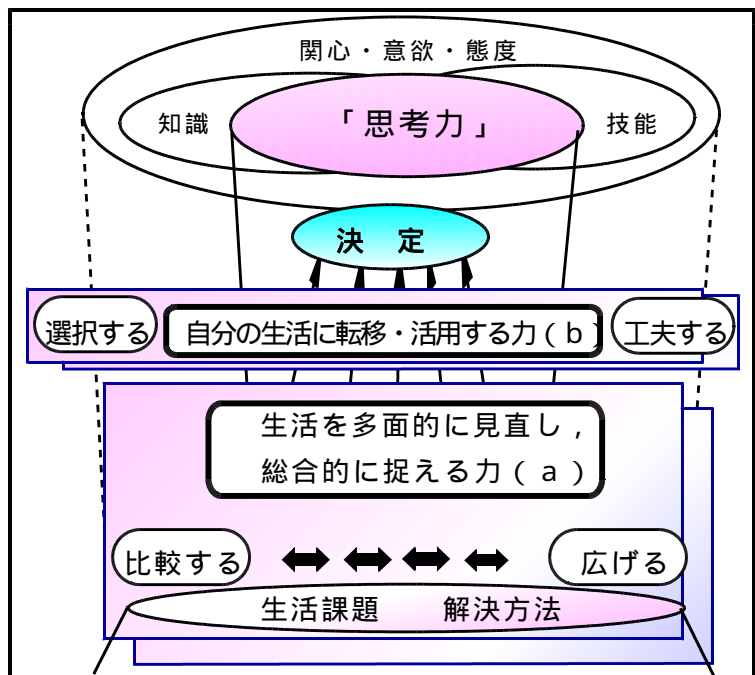 関心・意欲・態度
知識 「思考力」 技能
決 定
選択する 自分の生活に転移・活用する力(b) 工夫する
生活を多面的に見直し,
総合的に捉える力(a)
比較する 広げる
生活課題 解決方法